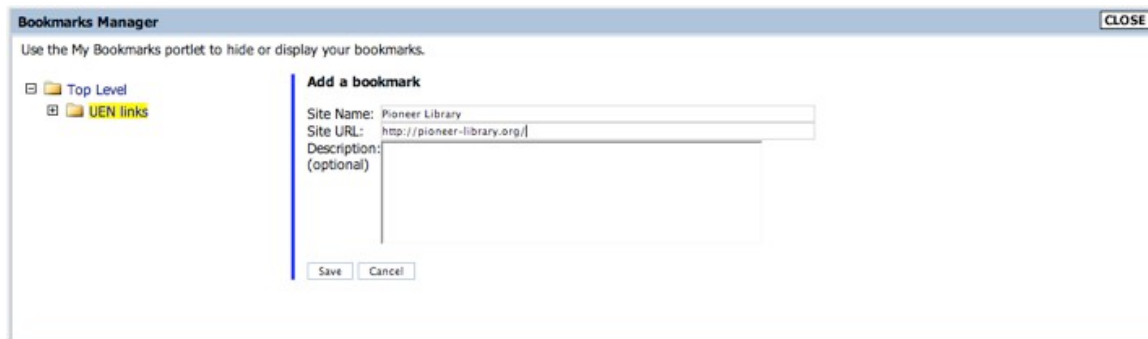 Bookmarks Manager
CLOSE
Use the My Bookmarks portlet to hide or display your bookmarks.
Top Level
UEN links
Add a bookmark
Site Name: Pioneer Library
Site URL: http://pioneer-library.org/
Description:
(optional)
Save Cancel